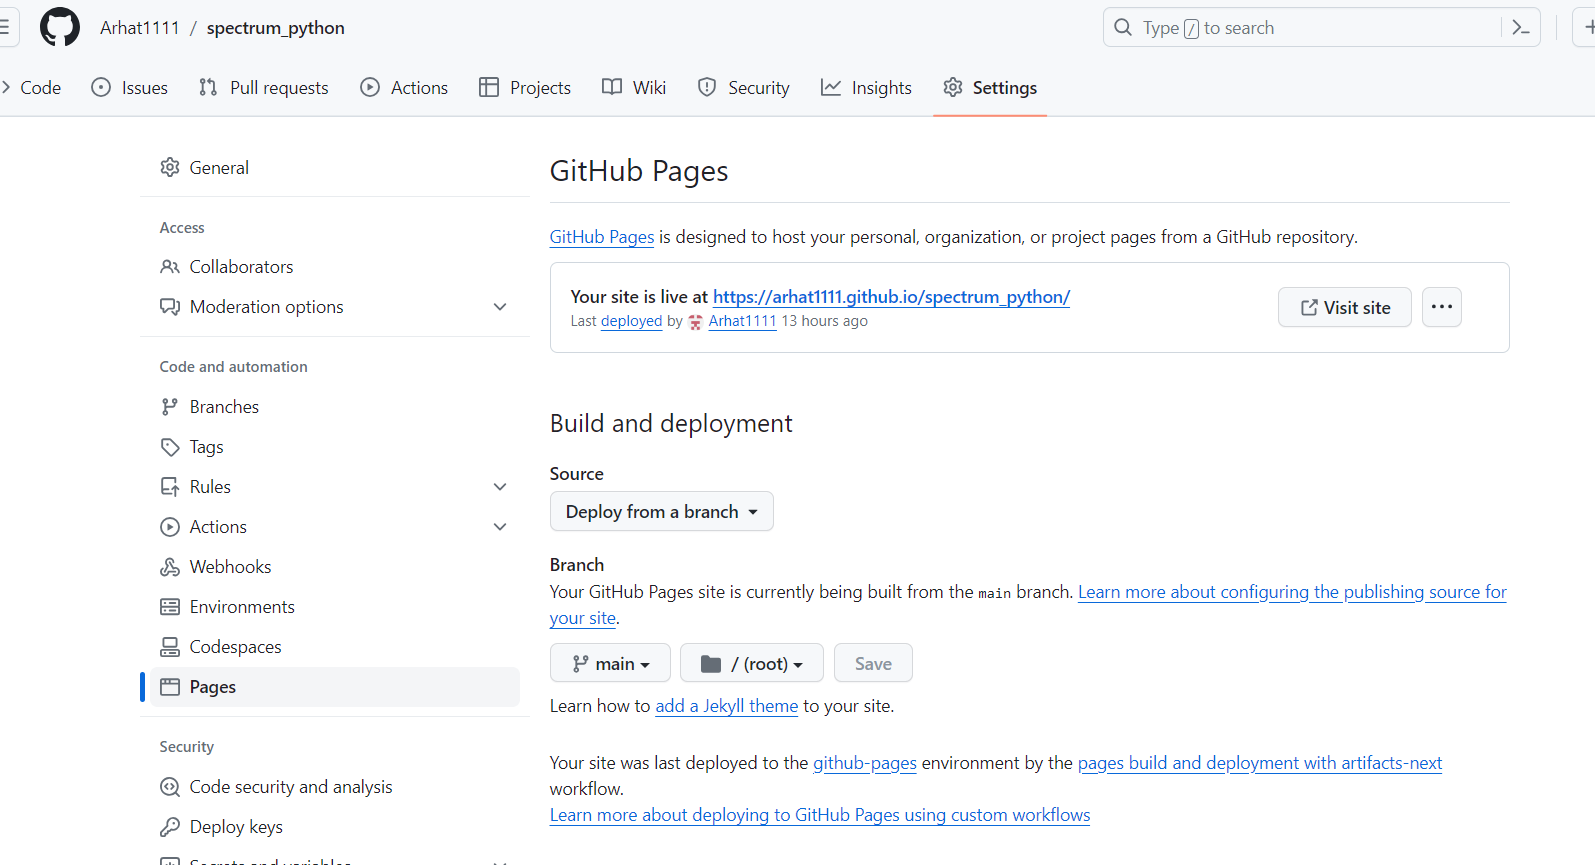 Arhat1111 / spectrum_python
Type / to search
Code
Issues
Pull requests
Actions
Projects
Wiki
Security
Insights
Settings
General
Access
Collaborators
Moderation options
Code and automation
Branches
Tags
Rules
Actions
Webhooks
Environments
Codespaces
Pages
Security
Code security and analysis
Deploy keys
Secrets and variables
GitHub Pages
GitHub Pages is designed to host your personal, organization, or project pages from a GitHub repository.
Your site is live at https://arhat1111.github.io/spectrum_python/
Last deployed by Arhat1111 13 hours ago
Visit site
Build and deployment
Source
Deploy from a branch
Branch
Your GitHub Pages site is currently being built from the main branch. Learn more about configuring the publishing source for
your site.
main
/ (root)
Save
Learn how to add a Jekyll theme to your site.
Your site was last deployed to the github-pages environment by the pages build and deployment with artifacts-next
workflow.
Learn more about deploying to GitHub Pages using custom workflows